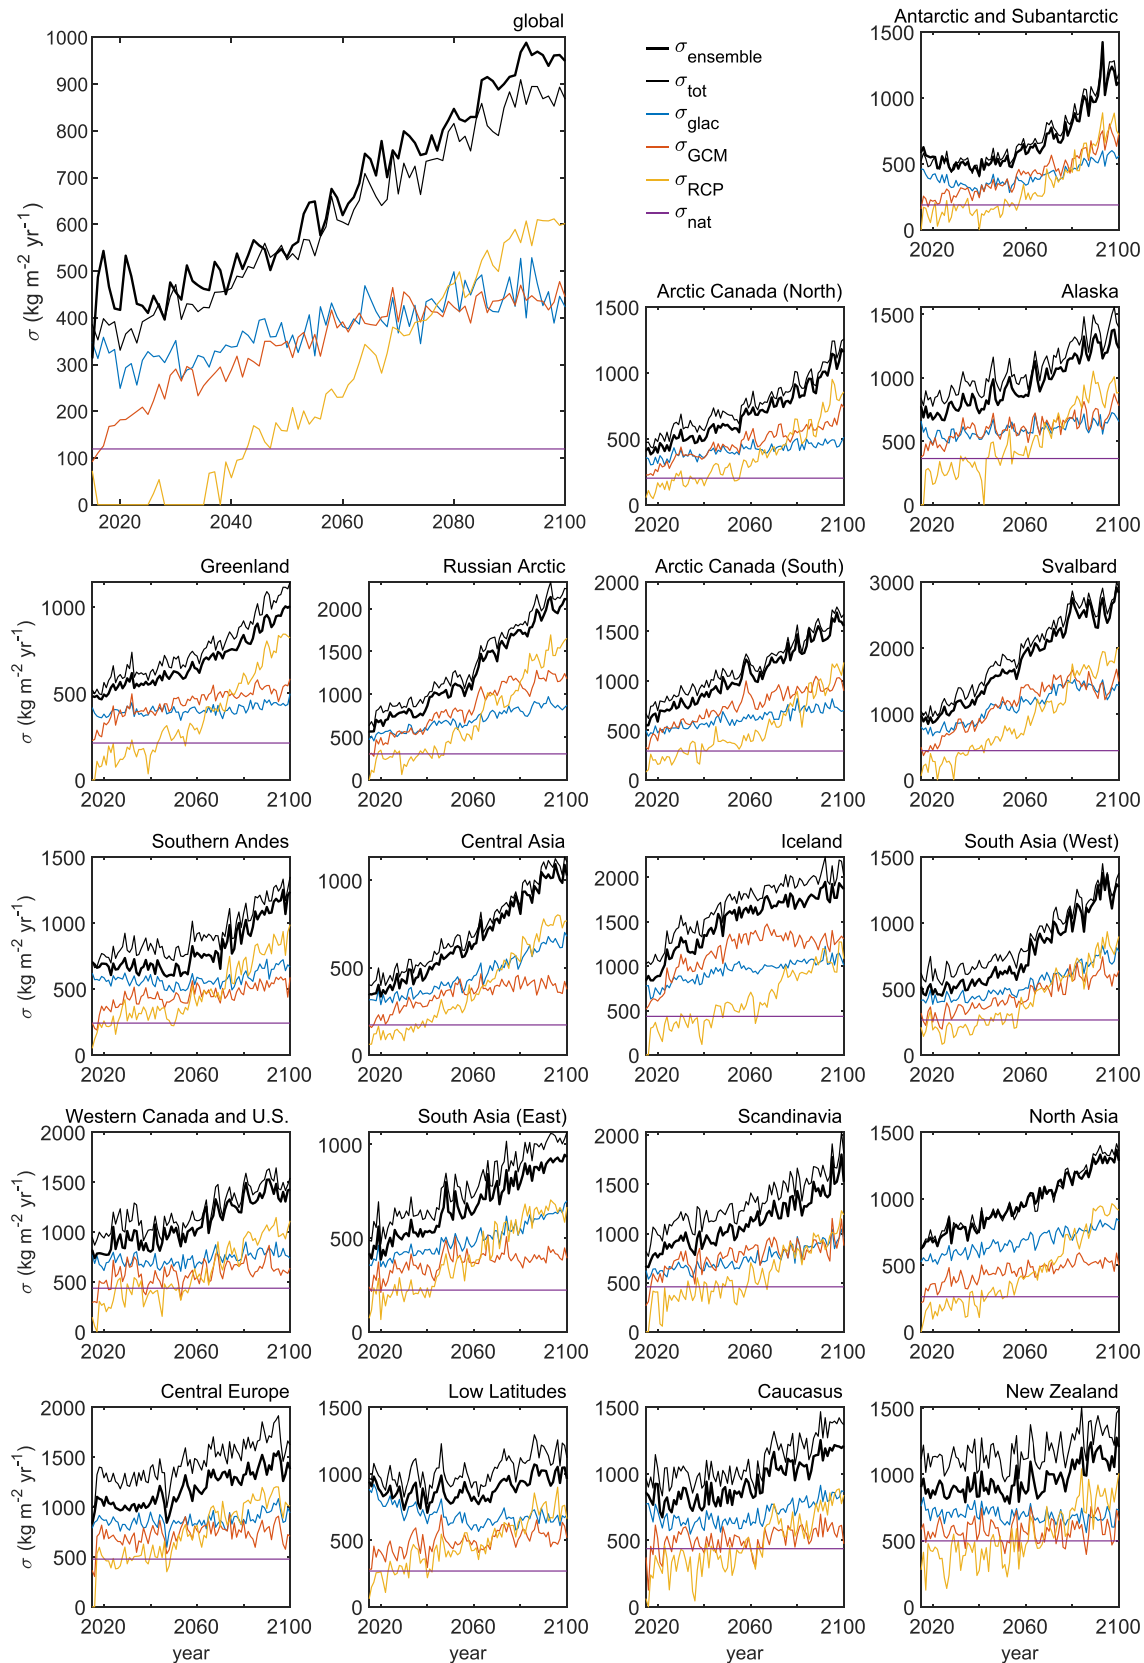 global
σ (kg m-2 yr-1)
1000
900
800
700
600
500
400
300
200
100
0
2020 2040 2060 2080 2100
σensemble
σtot
σglac
σGCM
σRCP
σnat
Antarctic and Subantarctic
1500
1000
500
0
2020 2060 2100
Arctic Canada (North)
1500
1000
500
0
2020 2060 2100
Alaska
1500
1000
500
0
2020 2060 2100
Greenland
σ (kg m-2 yr-1)
1000
500
0
2020 2060 2100
Russian Arctic
2000
1500
1000
500
0
2020 2060 2100
Arctic Canada (South)
2000
1500
1000
500
0
2020 2060 2100
Svalbard
3000
2000
1000
0
2020 2060 2100
Southern Andes
σ (kg m-2 yr-1)
1500
1000
500
0
2020 2060 2100
Central Asia
1000
500
0
2020 2060 2100
Iceland
2000
1500
1000
500
0
2020 2060 2100
South Asia (West)
1500
1000
500
0
2020 2060 2100
Western Canada and U.S.
σ (kg m-2 yr-1)
2000
1500
1000
500
0
2020 2060 2100
South Asia (East)
1000
500
0
2020 2060 2100
Scandinavia
2000
1500
1000
500
0
2020 2060 2100
North Asia
1500
1000
500
0
2020 2060 2100
Central Europe
σ (kg m-2 yr-1)
2000
1500
1000
500
0
2020 2060 2100
year
Low Latitudes
1500
1000
500
0
2020 2060 2100
year
Caucasus
1500
1000
500
0
2020 2060 2100
year
New Zealand
1500
1000
500
0
2020 2060 2100
year